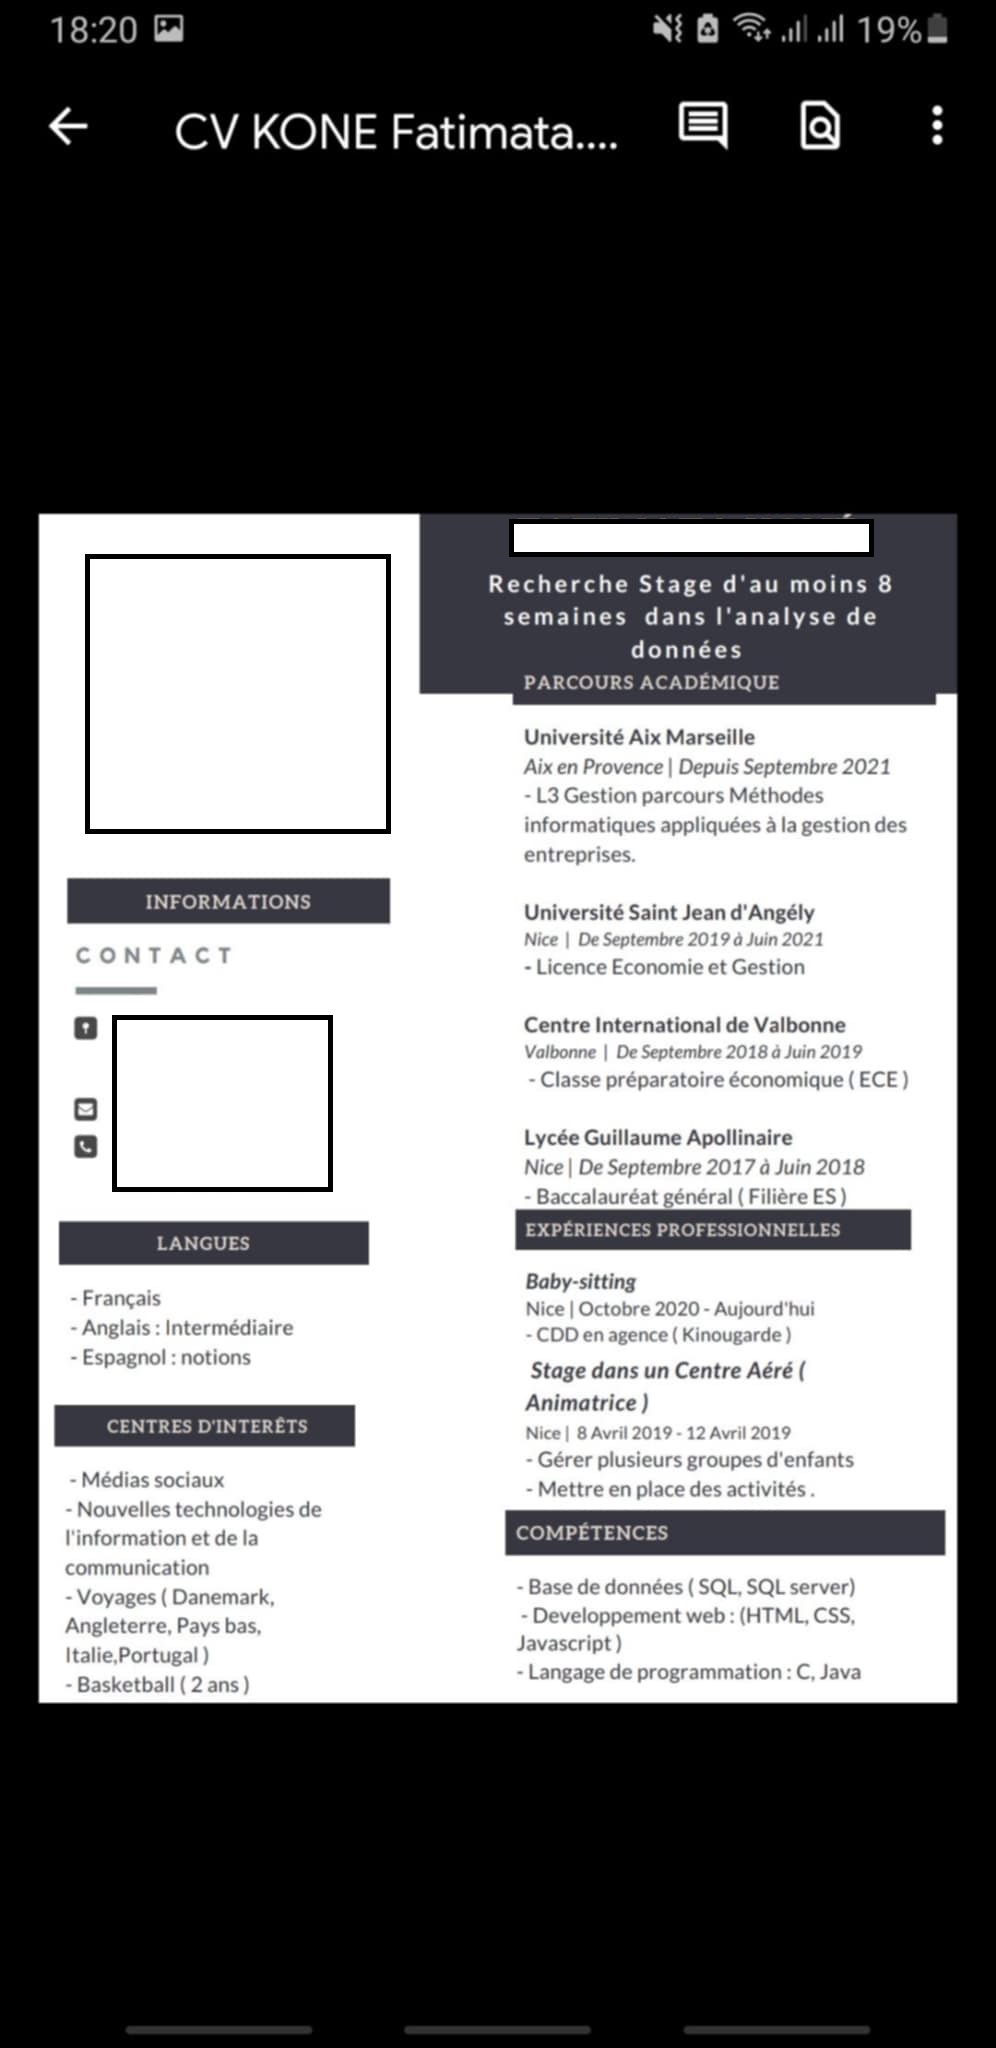 18:20
19%
CV KONE Fatimata....
Recherche Stage d'au moins 8
semaines dans l'analyse de
données
INFORMATIONS
CONTACT
LANGUES
- Français
- Anglais : Intermédiaire
- Espagnol : notions
CENTRES D'INTERÊTS
- Médias sociaux
- Nouvelles technologies de
l'information et de la
communication
- Voyages ( Danemark,
Angleterre, Pays bas,
Italie,Portugal )
- Basketball ( 2 ans )
PARCOURS ACADÉMIQUE
Université Aix Marseille
Aix en Provence | Depuis Septembre 2021
- L3 Gestion parcours Méthodes
informatiques appliquées à la gestion des
entreprises.
Université Saint Jean d'Angély
Nice | De Septembre 2019 à Juin 2021
- Licence Economie et Gestion
Centre International de Valbonne
Valbonne | De Septembre 2018 à Juin 2019
- Classe préparatoire économique ( ECE )
Lycée Guillaume Apollinaire
Nice | De Septembre 2017 à Juin 2018
- Baccalauréat général ( Filière ES )
EXPÉRIENCES PROFESSIONNELLES
Baby-sitting
Nice | Octobre 2020 - Aujourd'hui
- CDD en agence ( Kinougarde )
Stage dans un Centre Aéré (
Animatrice )
Nice | 8 Avril 2019 - 12 Avril 2019
- Gérer plusieurs groupes d'enfants
- Mettre en place des activités .
COMPÉTENCES
- Base de données ( SQL, SQL server)
- Developpement web : (HTML, CSS,
Javascript )
- Langage de programmation : C, Java